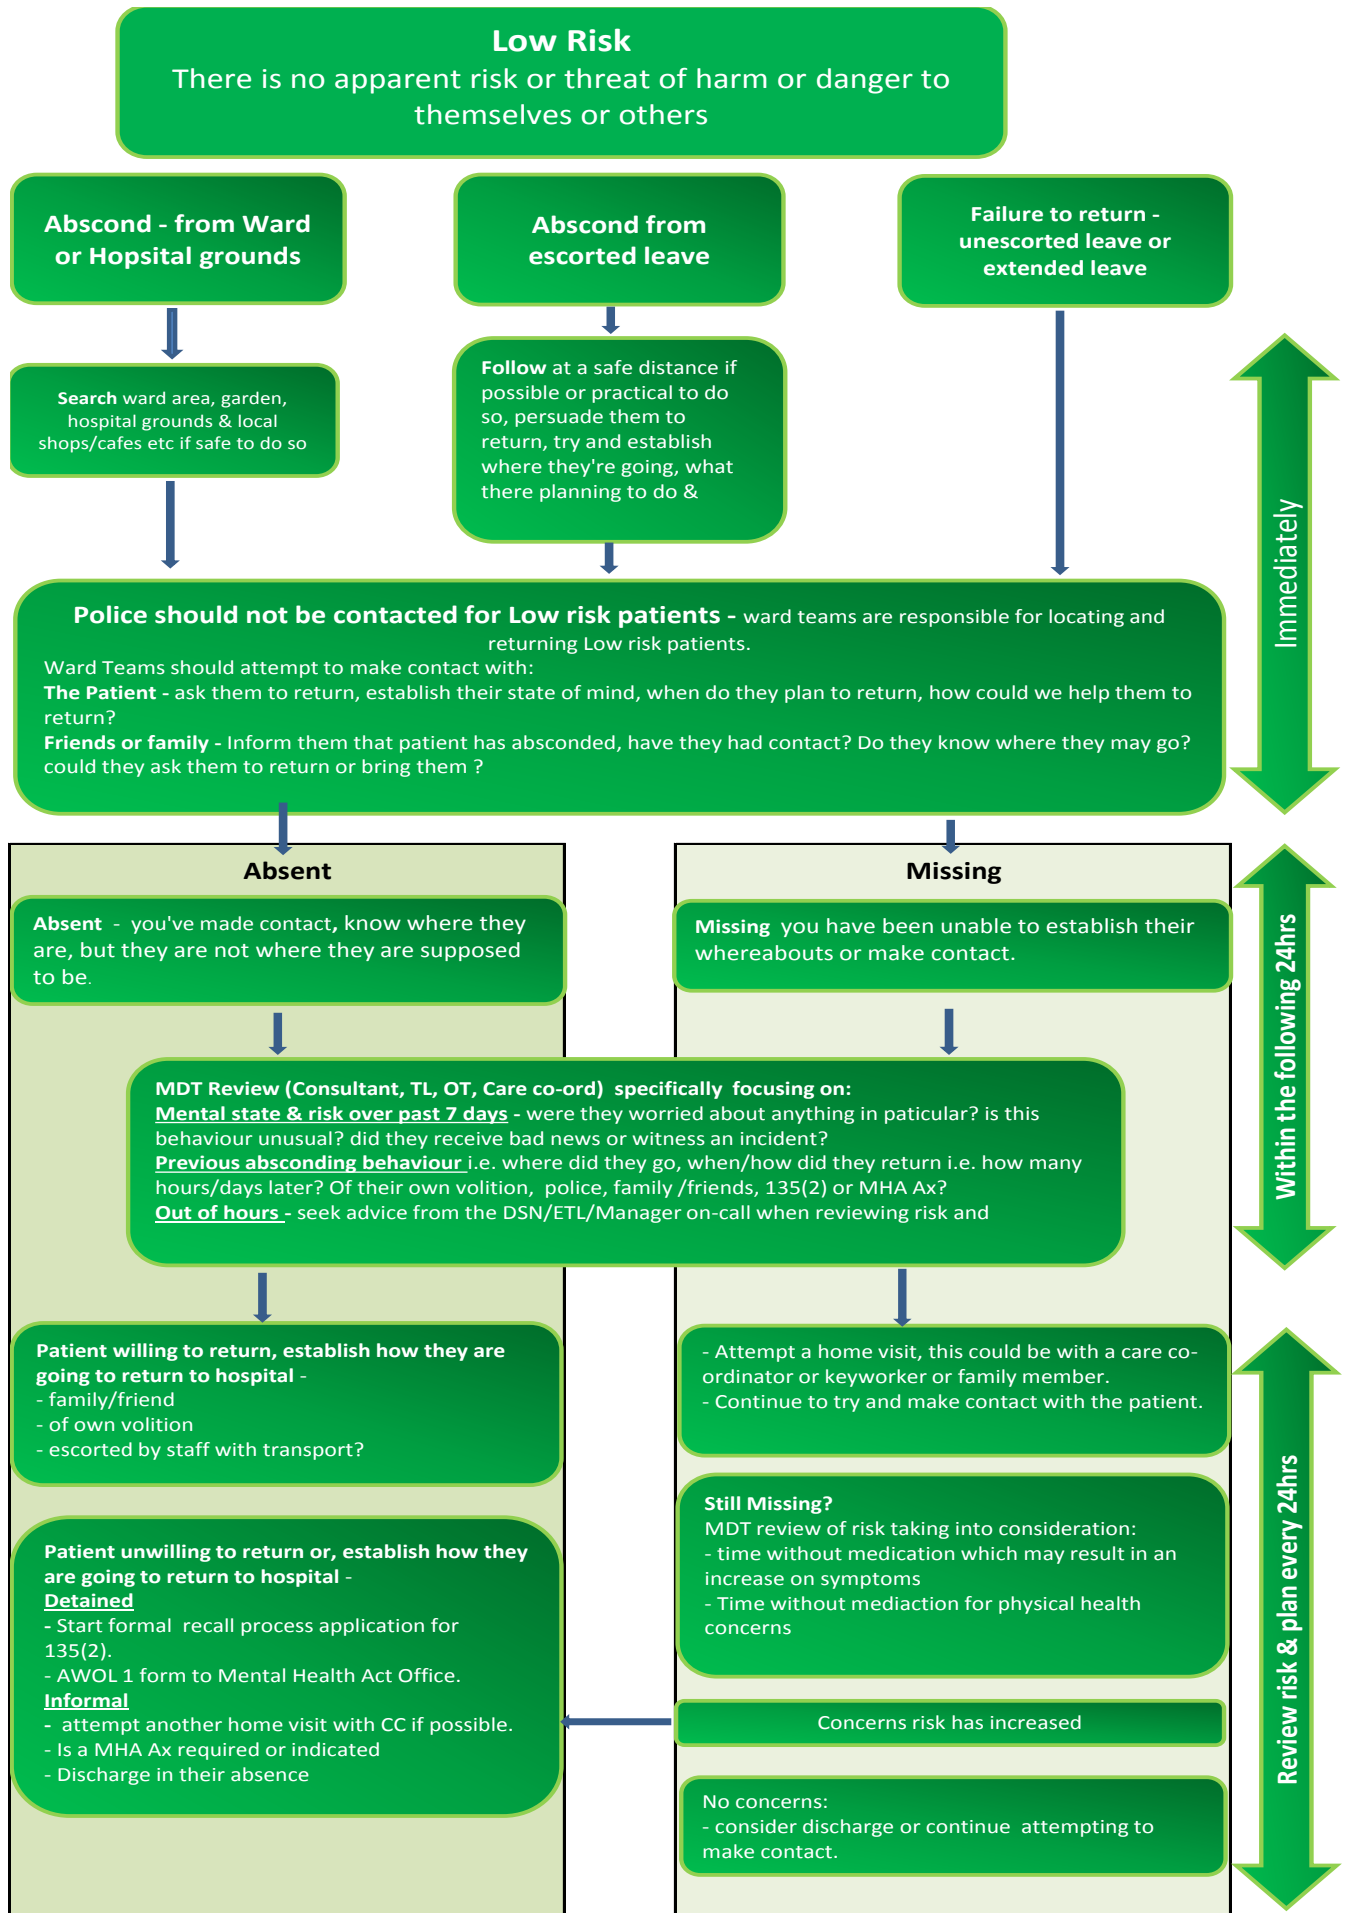 Low Risk
There is no apparent risk or threat of harm or danger to
themselves or others
Abscond - from Ward
or Hopsital grounds
Abscond from
escorted leave
Failure to return -
unescorted leave or
extended leave
Search ward area, garden,
hospital grounds & local
shops/cafes etc if safe to do so
Follow at a safe distance if
possible or practical to do
so, persuade them to
return, try and establish
where they're going, what
there planning to do &
Immediately
Police should not be contacted for Low risk patients - ward teams are responsible for locating and
returning Low risk patients.
Ward Teams should attempt to make contact with:
The Patient - ask them to return, establish their state of mind, when do they plan to return, how could we help them to
return?
Friends or family - Inform them that patient has absconded, have they had contact? Do they know where they may go?
could they ask them to return or bring them ?
Absent
Absent - you've made contact, know where they
are, but they are not where they are supposed
to be.
Missing
Missing you have been unable to establish their
whereabouts or make contact.
Within the following 24hrs
MDT Review (Consultant, TL, OT, Care co-ord) specifically focusing on:
Mental state & risk over past 7 days - were they worried about anything in paticular? is this
behaviour unusual? did they receive bad news or witness an incident?
Previous absconding behaviour i.e. where did they go, when/how did they return i.e. how many
hours/days later? Of their own volition, police, family /friends, 135(2) or MHA Ax?
Out of hours - seek advice from the DSN/ETL/Manager on-call when reviewing risk and
Patient willing to return, establish how they are
going to return to hospital -
- family/friend
- of own volition
- escorted by staff with transport?
Patient unwilling to return or, establish how they
are going to return to hospital -
Detained
- Start formal recall process application for
135(2).
- AWOL 1 form to Mental Health Act Office.
Informal
- attempt another home visit with CC if possible.
- Is a MHA Ax required or indicated
- Discharge in their absence
- Attempt a home visit, this could be with a care co-
ordinator or keyworker or family member.
- Continue to try and make contact with the patient.
Still Missing?
MDT review of risk taking into consideration:
- time without medication which may result in an
increase on symptoms
- Time without mediaction for physical health
concerns
Concerns risk has increased
No concerns:
- consider discharge or continue attempting to
make contact.
Review risk & plan every 24hrs